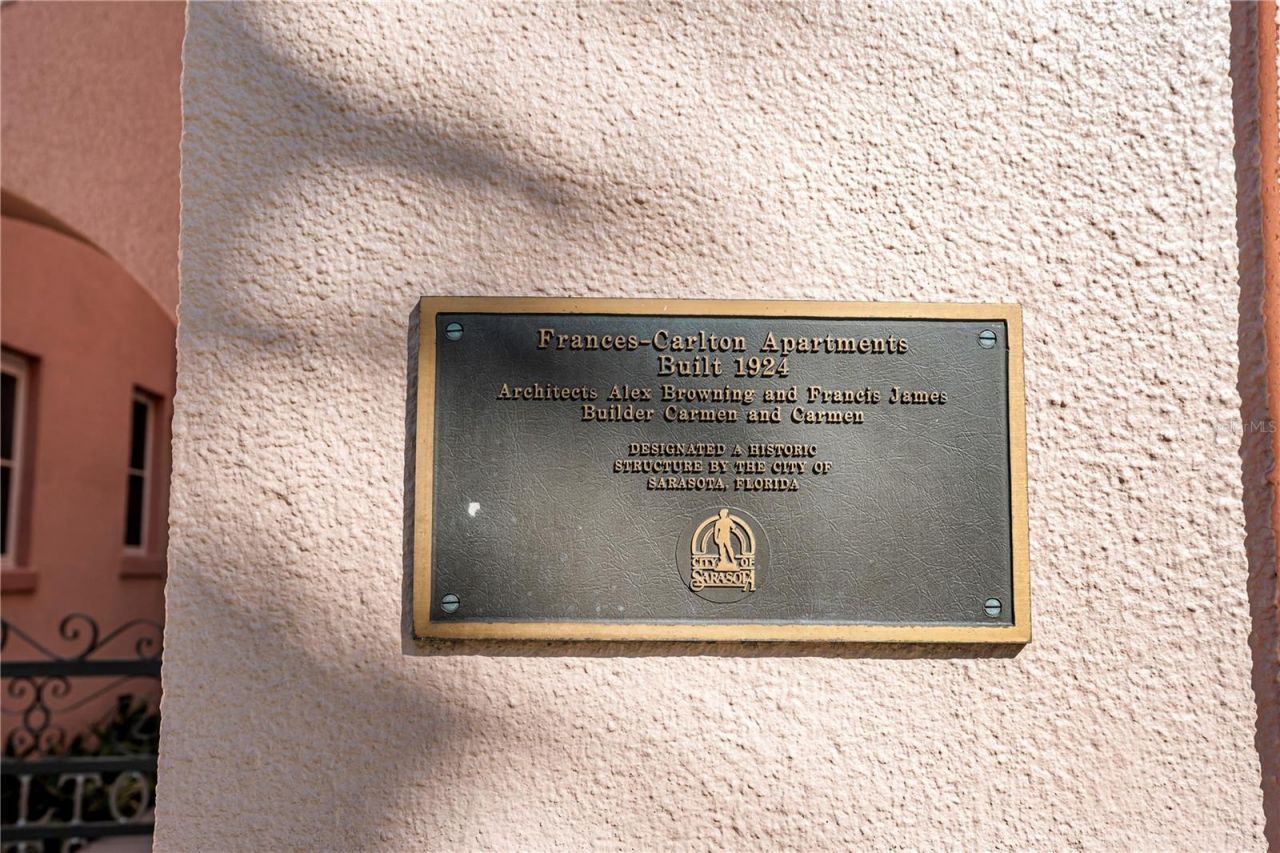 Frances-Carlton Apartments
Built 1924
Architects Alex Browning and Francis James
Builder Carmen and Carmen
DESIGNATED A HISTORIC
STRUCTURE BY THE CITY OF
SARASOTA, FLORIDA
CITY OF
SARASOTA
LTO